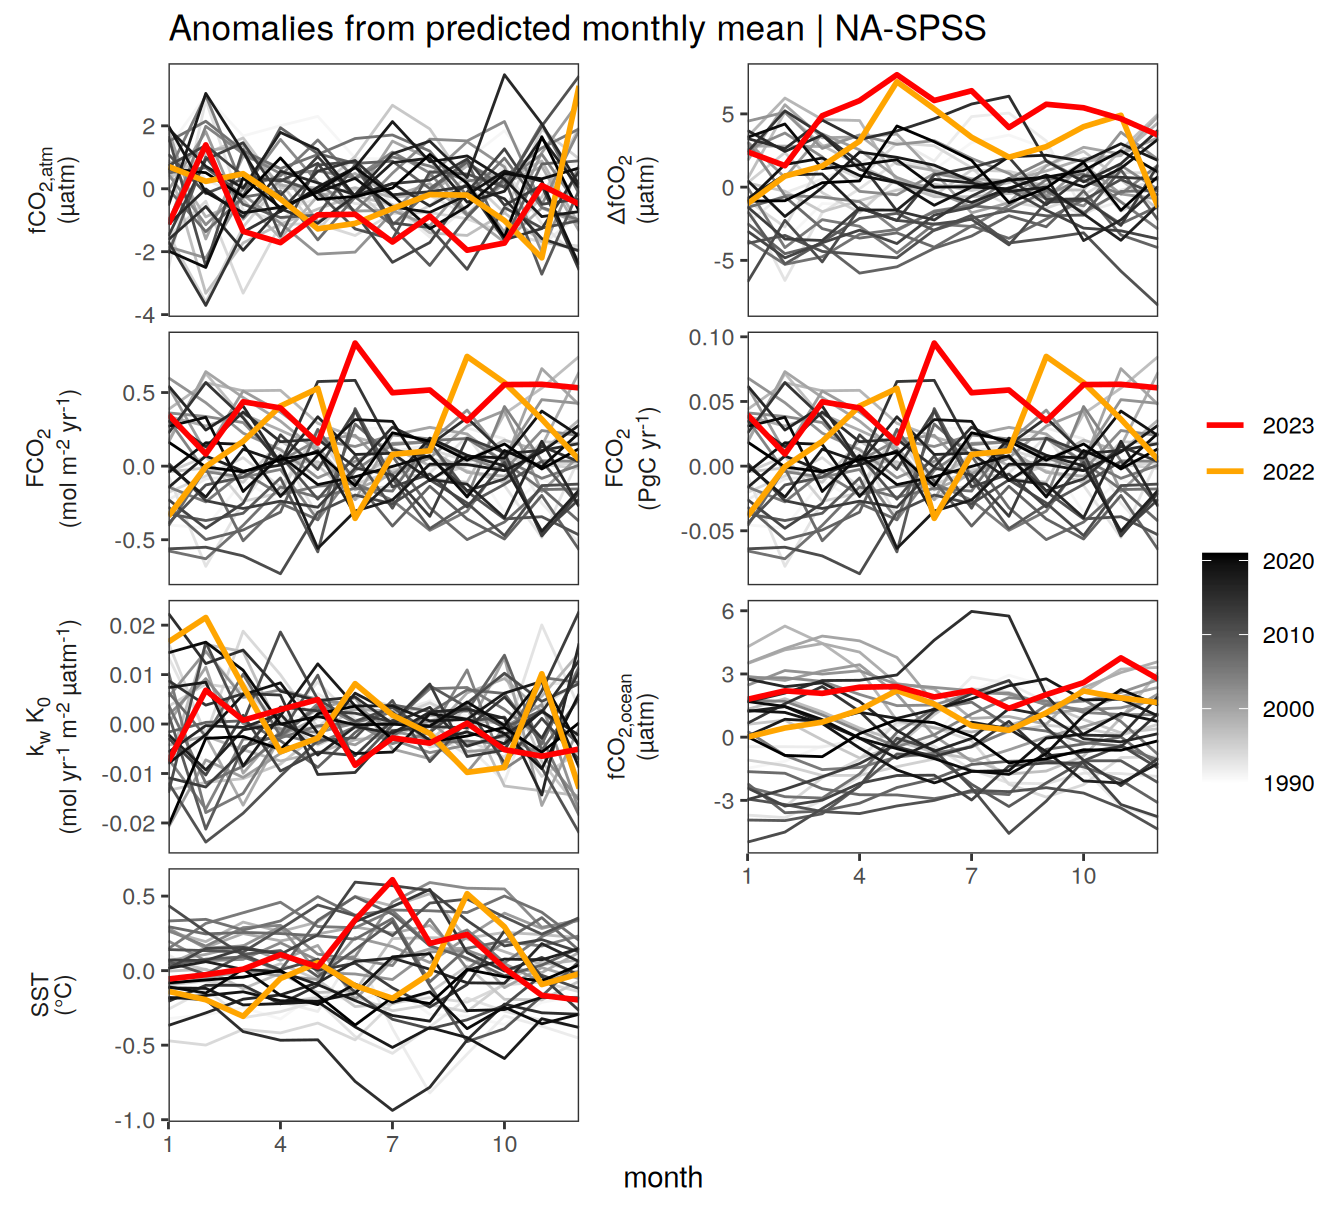 Anomalies from predicted monthly mean | NA-SPSS
fCO2,atm
(µatm)
2
0
-2
-4
ΔfCO2
(µatm)
5
0
-5
FCO2
(mol m-2 yr-1)
0.5
0.0
-0.5
FCO2
(PgC yr-1)
0.10
0.05
0.00
-0.05
kw K0
(mol yr-1 m-2 µatm-1)
0.02
0.01
0.00
-0.01
-0.02
fCO2,ocean
(µatm)
6
3
0
-3
1 4 7 10
SST
(°C)
0.5
0.0
-0.5
-1.0
1 4 7 10
month
2023
2022
2020
2010
2000
1990